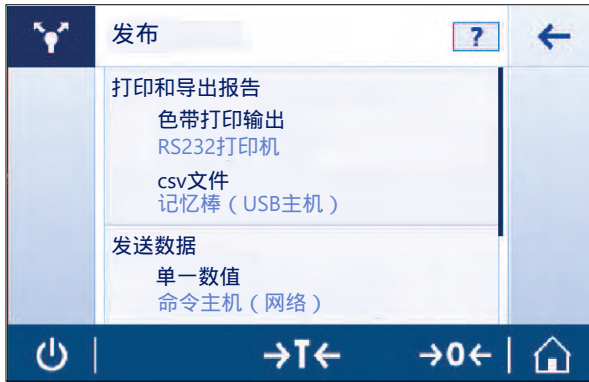 发布
?
打印和导出报告
色带打印输出
RS232打印机
csv文件
记忆棒（USB主机）
发送数据
单一数值
命令主机（网络）
→T←
→0←